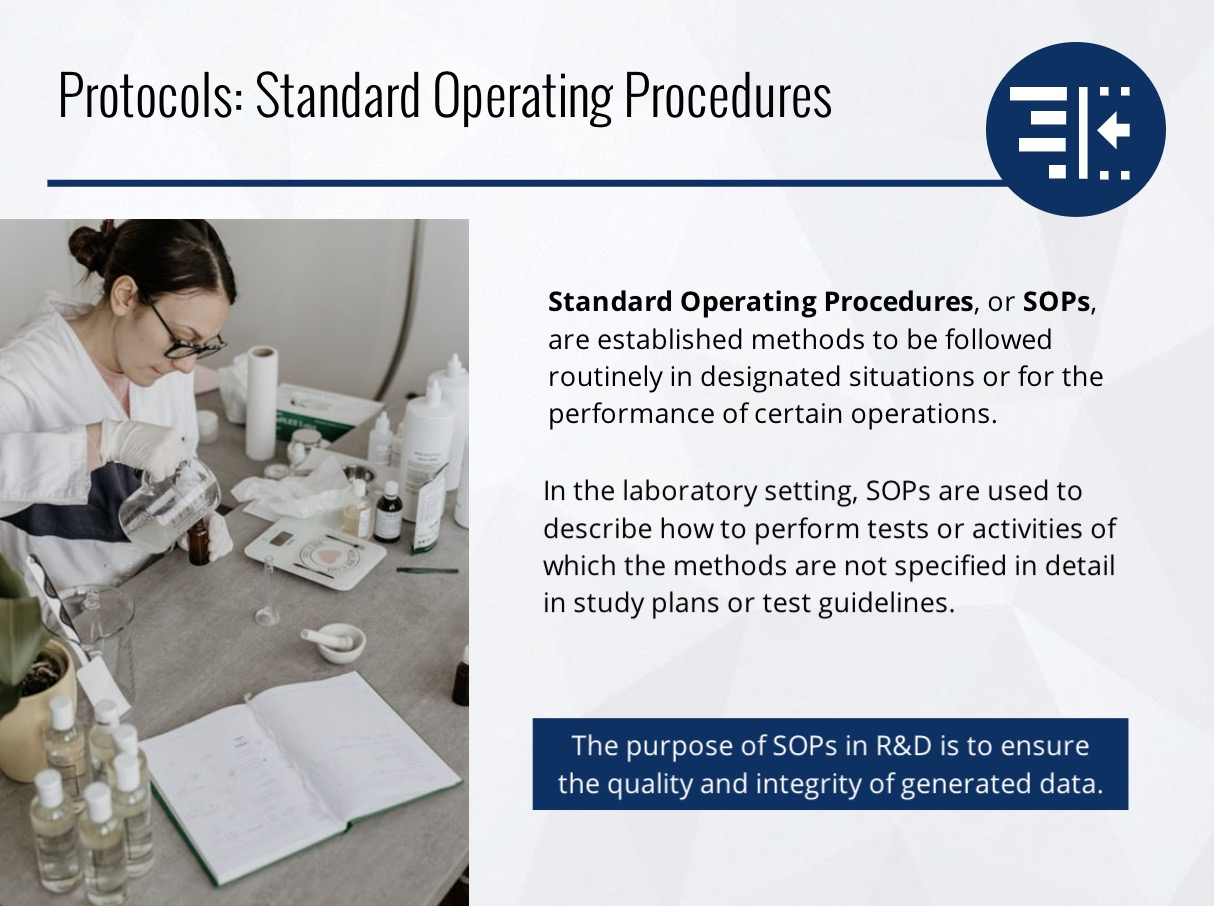 Protocols: Standard Operating Procedures
Standard Operating Procedures, or SOPs,
are established methods to be followed
routinely in designated situations or for the
performance of certain operations.
In the laboratory setting, SOPs are used to
describe how to perform tests or activities of
which the methods are not specified in detail
in study plans or test guidelines.
The purpose of SOPs in R&D is to ensure
the quality and integrity of generated data.